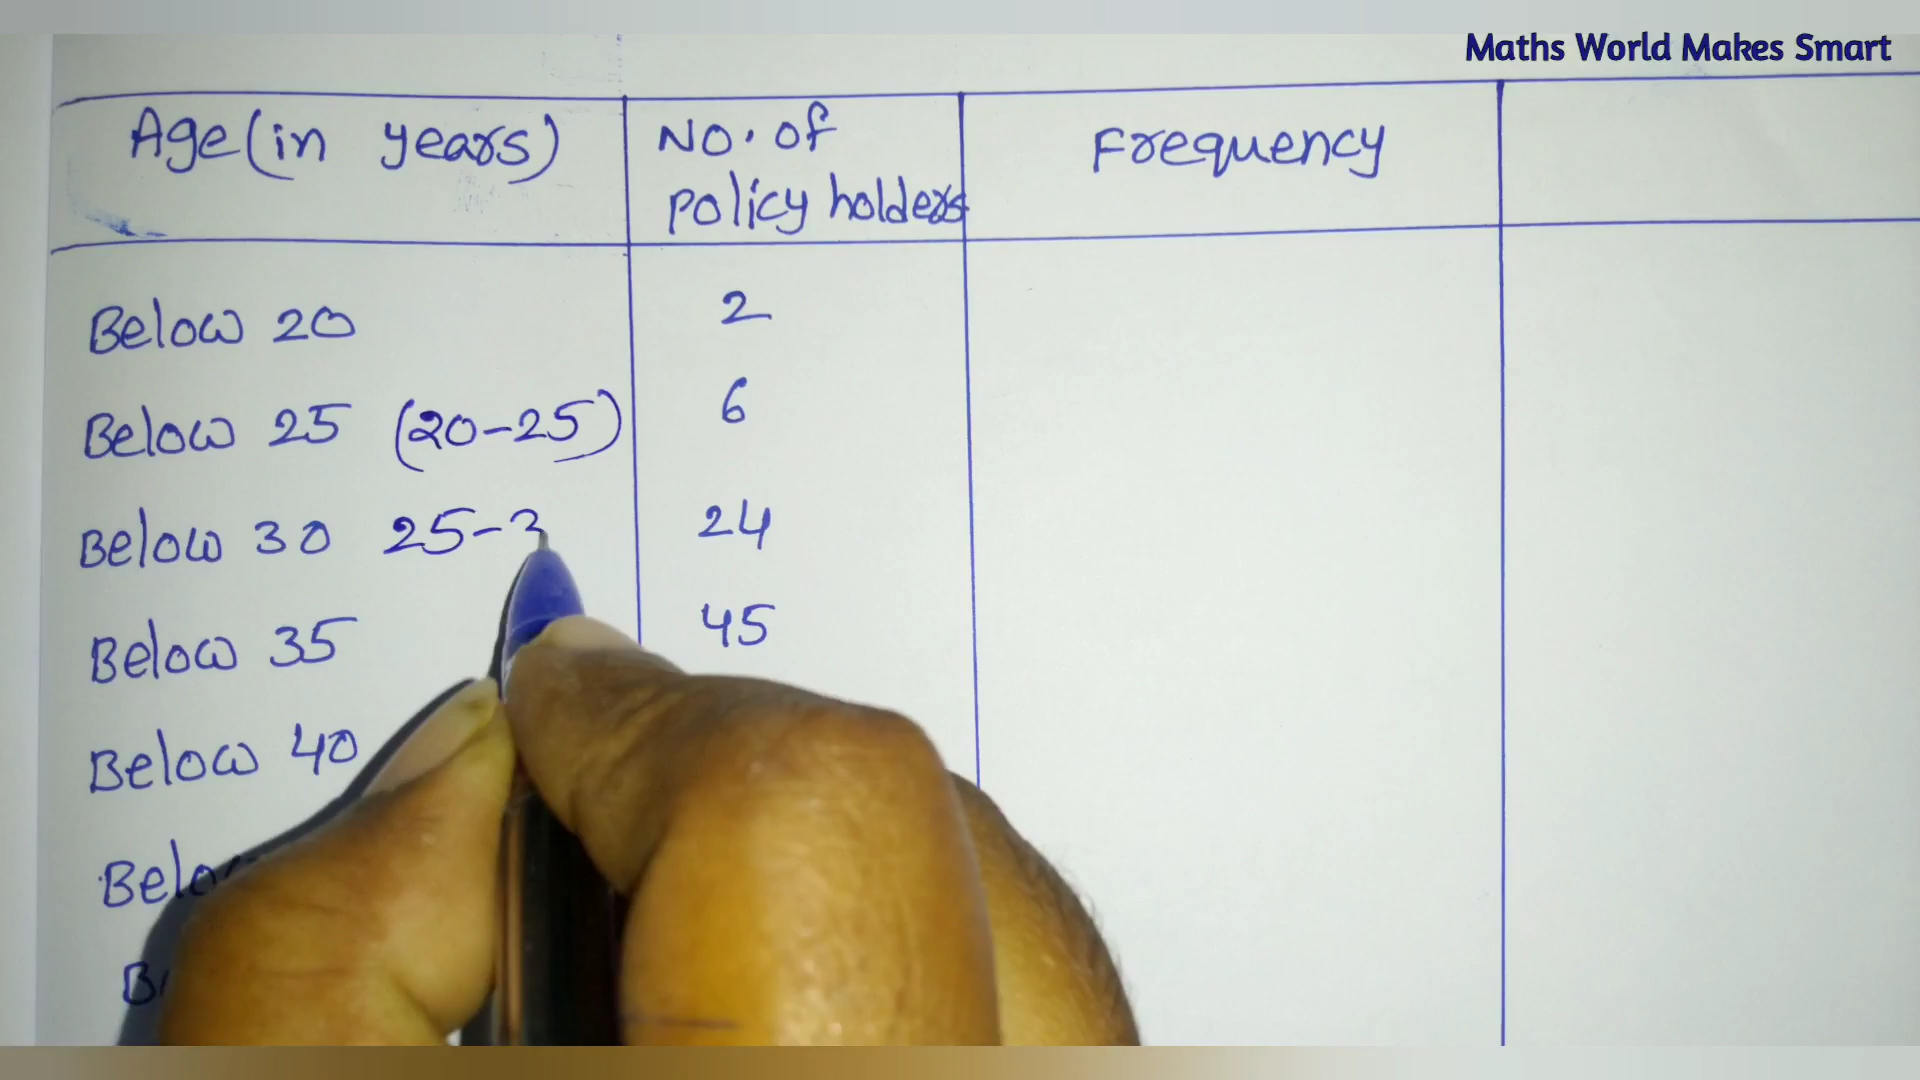 Maths World Makes Smart
Age (in years)
No. of
policy holders
Frequency
Below 20
2
Below 25 (20-25)
6
Below 30 25-3
24
Below 35
45
Below 40